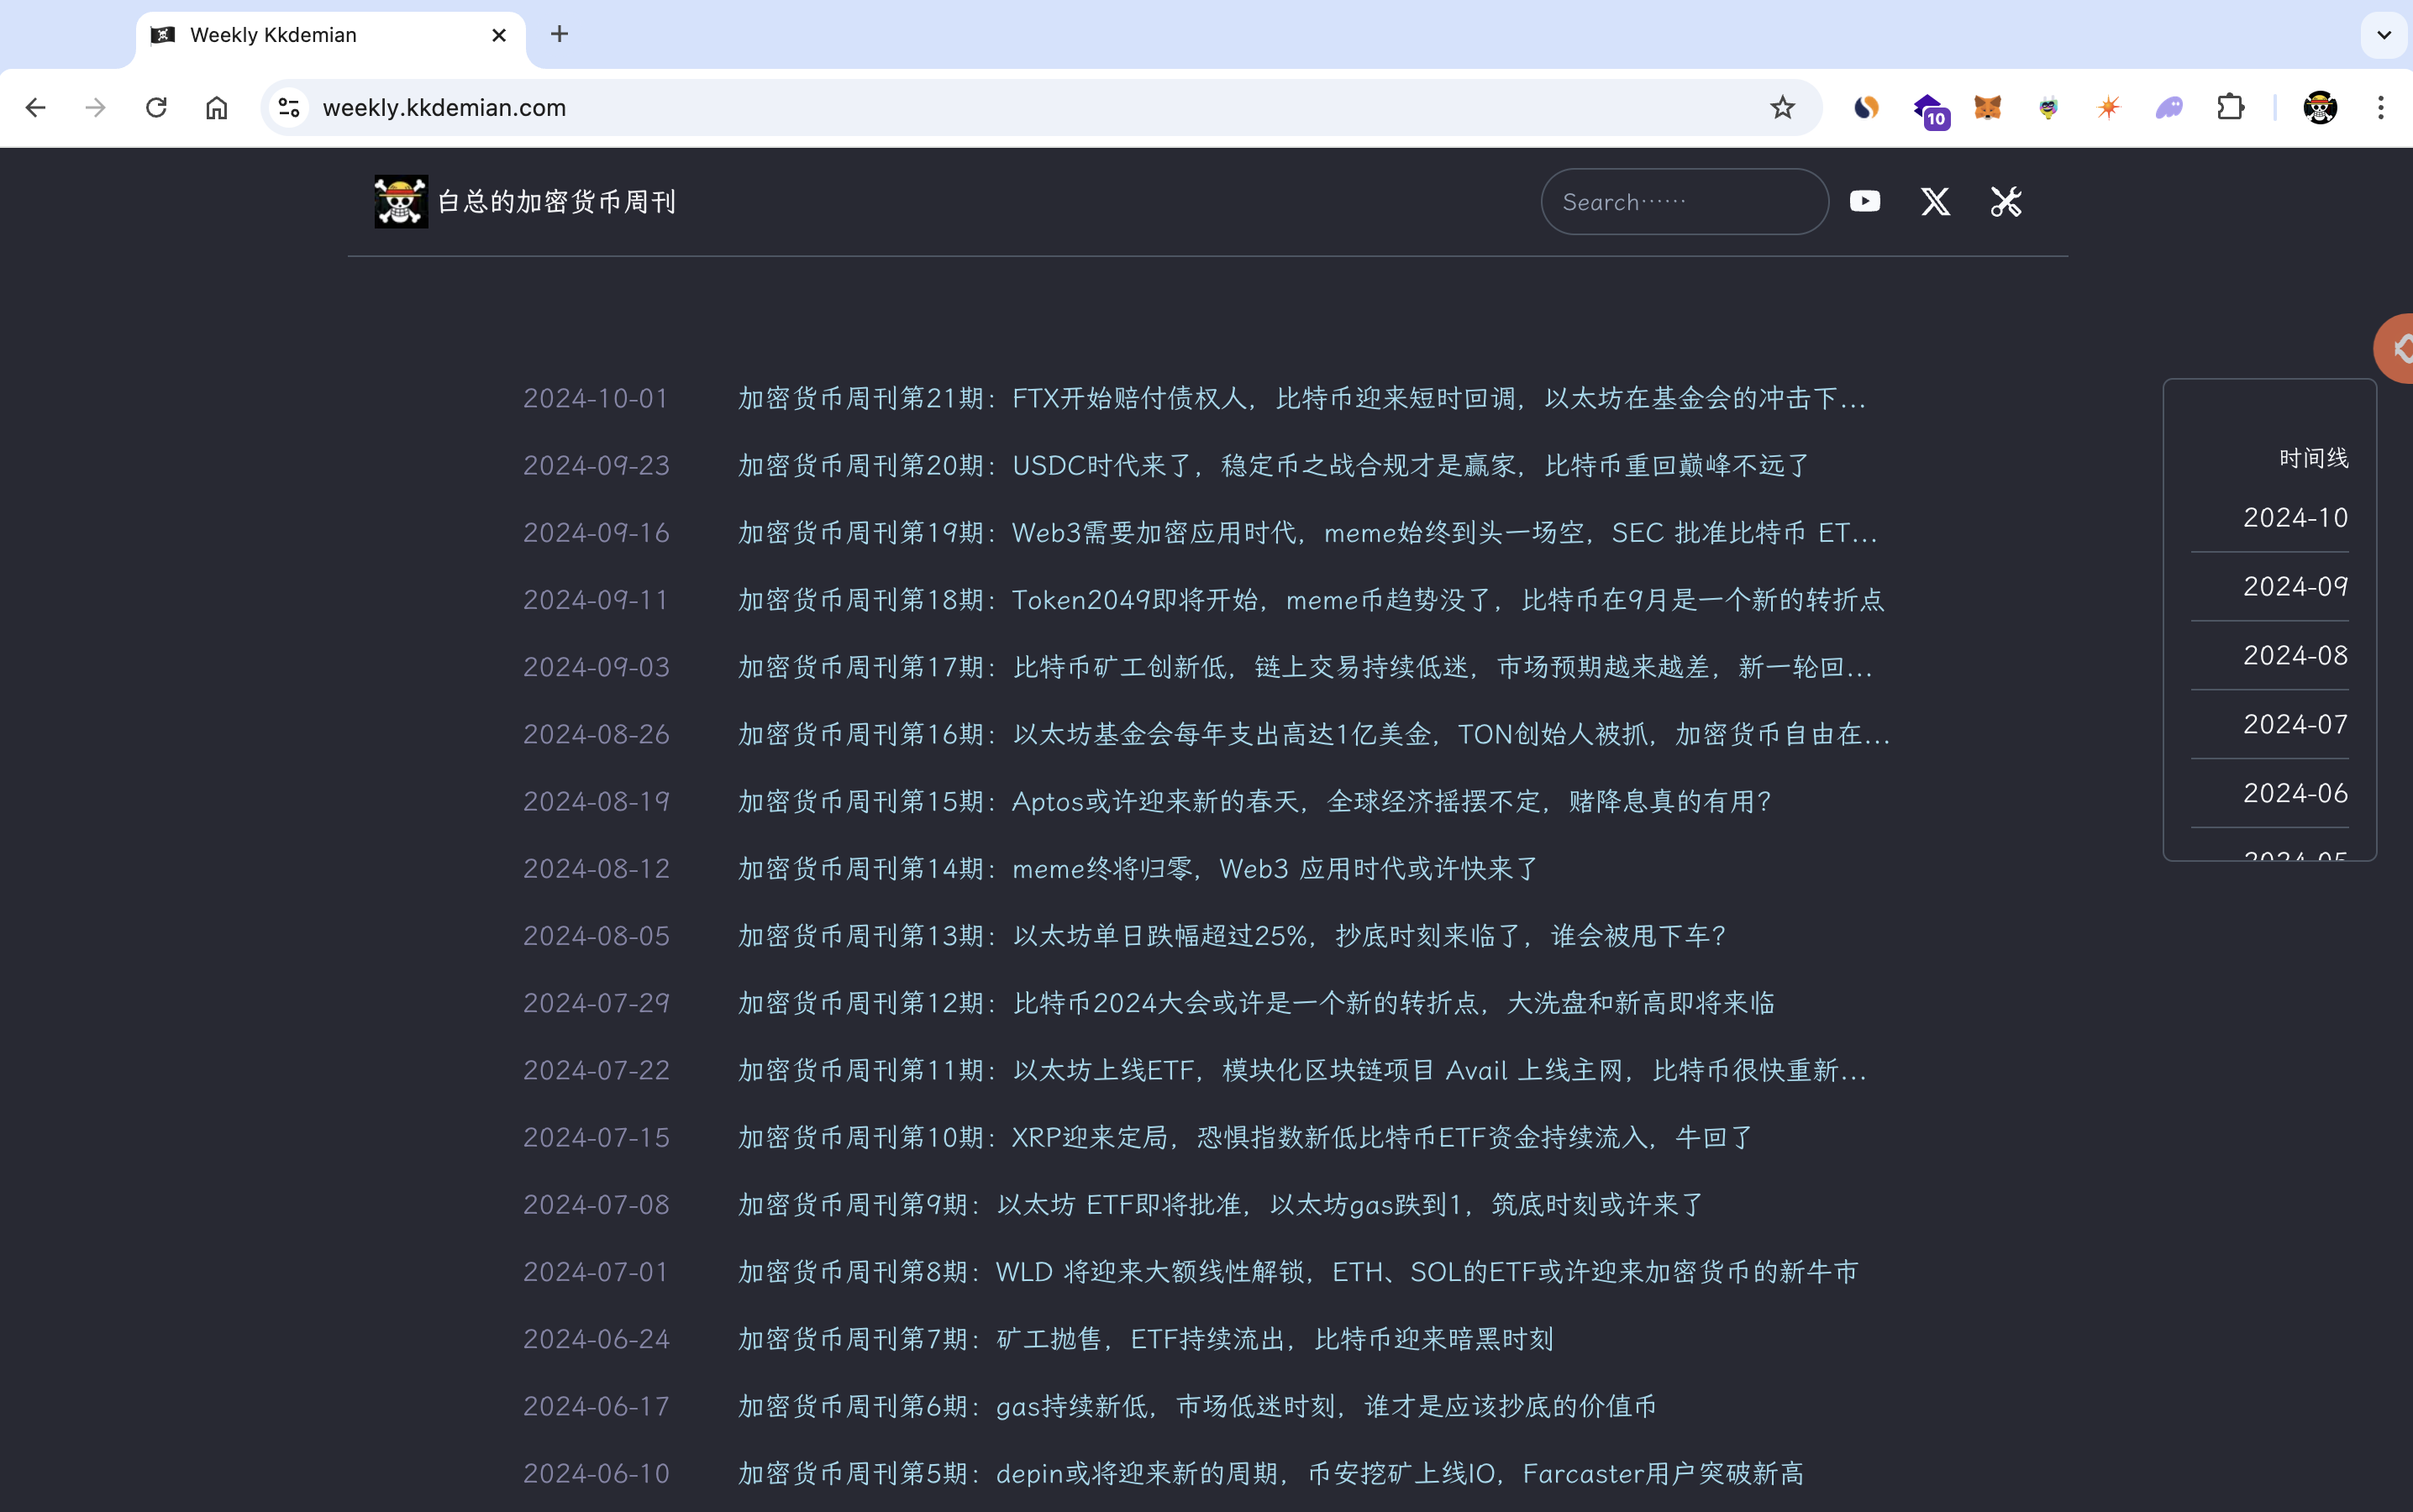 Weekly Kkdemian
weekly.kkdemian.com
10
白总的加密货币周刊
Search……
2024-10-01 加密货币周刊第21期：FTX开始赔付债权人，比特币迎来短时回调，以太坊在基金会的冲击下...
2024-09-23 加密货币周刊第20期：USDC时代来了，稳定币之战合规才是赢家，比特币重回巅峰不远了
2024-09-16 加密货币周刊第19期：Web3需要加密应用时代，meme始终到头一场空，SEC 批准比特币 ET...
2024-09-11 加密货币周刊第18期：Token2049即将开始，meme币趋势没了，比特币在9月是一个新的转折点
2024-09-03 加密货币周刊第17期：比特币矿工创新低，链上交易持续低迷，市场预期越来越差，新一轮回...
2024-08-26 加密货币周刊第16期：以太坊基金会每年支出高达1亿美金，TON创始人被抓，加密货币自由在...
2024-08-19 加密货币周刊第15期：Aptos或许迎来新的春天，全球经济摇摆不定，赌降息真的有用？
2024-08-12 加密货币周刊第14期：meme终将归零，Web3 应用时代或许快来了
2024-08-05 加密货币周刊第13期：以太坊单日跌幅超过25%，抄底时刻来临了，谁会被甩下车？
2024-07-29 加密货币周刊第12期：比特币2024大会或许是一个新的转折点，大洗盘和新高即将来临
2024-07-22 加密货币周刊第11期：以太坊上线ETF，模块化区块链项目 Avail 上线主网，比特币很快重新...
2024-07-15 加密货币周刊第10期：XRP迎来定局，恐惧指数新低比特币ETF资金持续流入，牛回了
2024-07-08 加密货币周刊第9期：以太坊 ETF即将批准，以太坊gas跌到1，筑底时刻或许来了
2024-07-01 加密货币周刊第8期：WLD 将迎来大额线性解锁，ETH、SOL的ETF或许迎来加密货币的新牛市
2024-06-24 加密货币周刊第7期：矿工抛售，ETF持续流出，比特币迎来暗黑时刻
2024-06-17 加密货币周刊第6期：gas持续新低，市场低迷时刻，谁才是应该抄底的价值币
2024-06-10 加密货币周刊第5期：depin或将迎来新的周期，币安挖矿上线IO，Farcaster用户突破新高
时间线
2024-10
2024-09
2024-08
2024-07
2024-06
2024-05